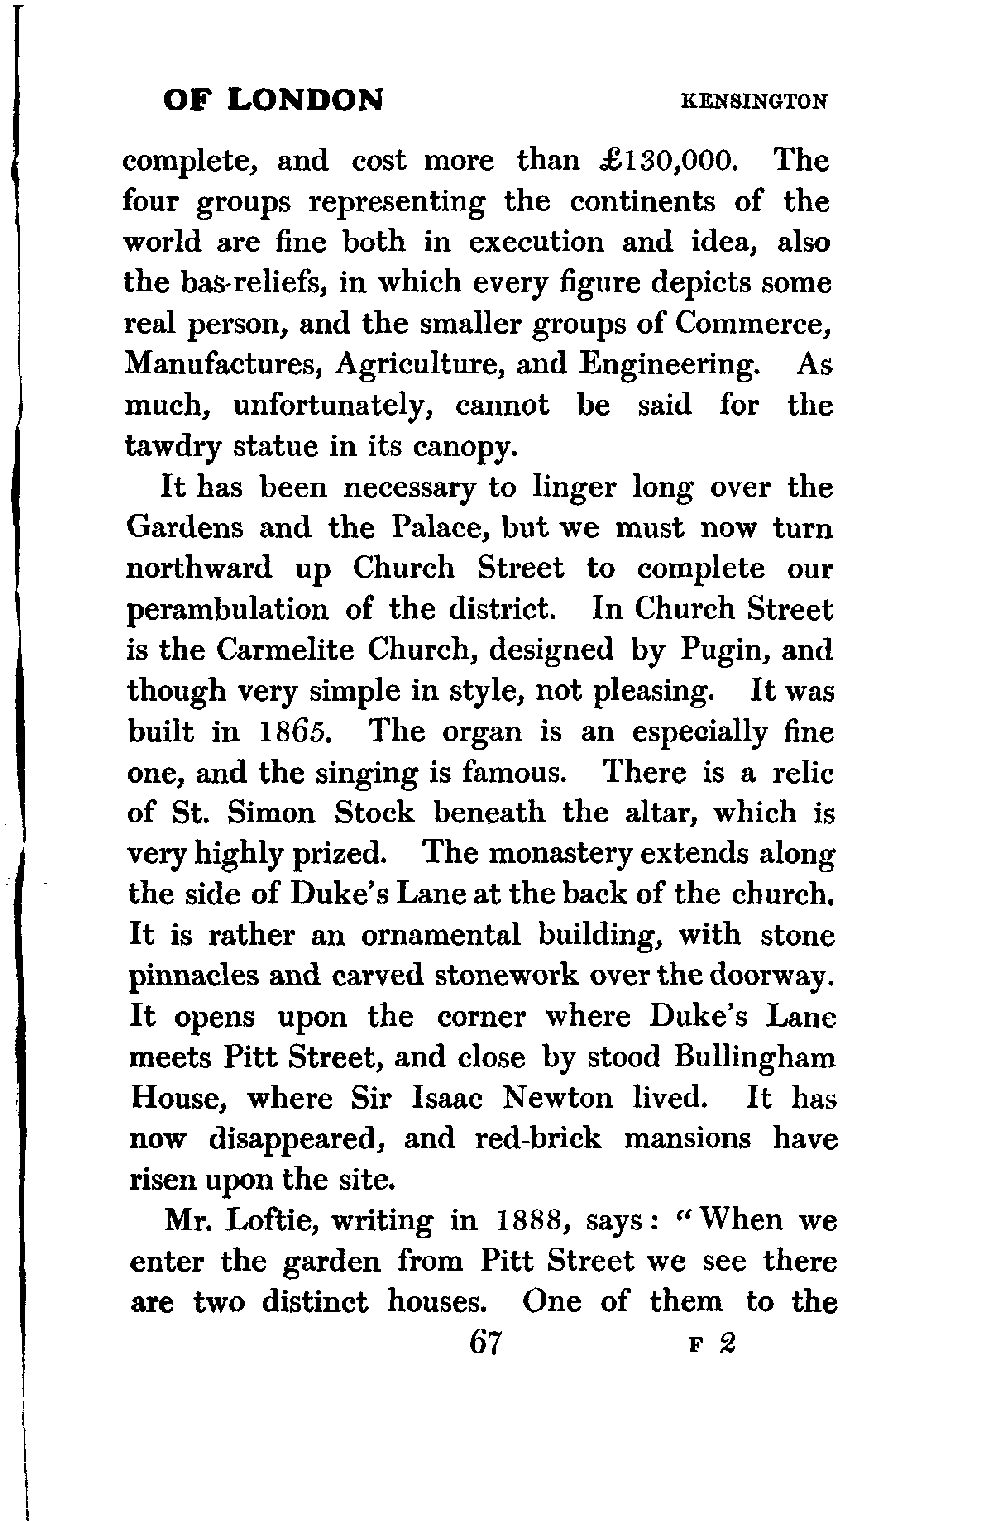 OF LONDON KENSINGTON
complete, and cost more than £130,000. The
four groups representing the continents of the
world are fine both in execution and idea, also
the bas-reliefs, in which every figure depicts some
real person, and the smaller groups of Commerce,
Manufactures, Agriculture, and Engineering. As
much, unfortunately, cannot be said for the
tawdry statue in its canopy.
It has been necessary to linger long over the
Gardens and the Palace, but we must now turn
northward up Church Street to complete our
perambulation of the district. In Church Street
is the Carmelite Church, designed by Pugin, and
though very simple in style, not pleasing. It was
built in 1865. The organ is an especially fine
one, and the singing is famous. There is a relic
of St. Simon Stock beneath the altar, which is
very highly prized. The monastery extends along
the side of Duke's Lane at the back of the church.
It is rather an ornamental building, with stone
pinnacles and carved stonework over the doorway.
It opens upon the corner where Duke's Lane
meets Pitt Street, and close by stood Bullingham
House, where Sir Isaac Newton lived. It has
now disappeared, and red-brick mansions have
risen upon the site.
Mr. Loftie, writing in 1888, says: "When we
enter the garden from Pitt Street we see there
are two distinct houses. One of them to the
67 F 2